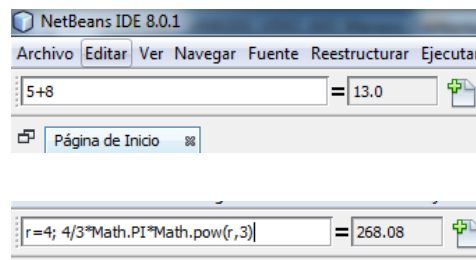 NetBeans IDE 8.0.1
Archivo Editar Ver Navegar Fuente Reestructurar Ejecutar
5+8 = 13.0
Página de Inicio
r=4; 4/3*Math.PI*Math.pow(r,3) = 268.08